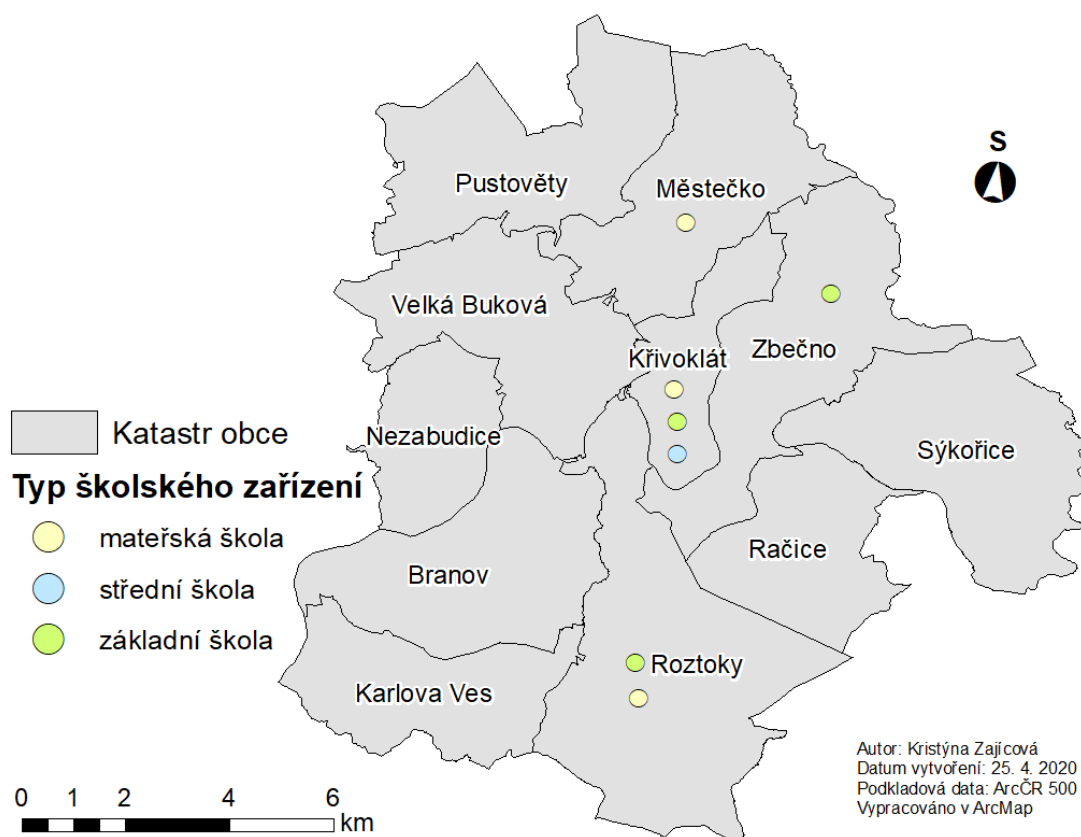 S
Pustověty
Městečko
Velká Buková
Křivoklát
Zbečno
Katastr obce
Nezabudice
Sýkořice
Typ školského zařízení
mateřská škola
Račice
Branov
střední škola
základní škola
Roztoky
Karlova Ves
Autor: Kristýna Zajícová
Datum vytvoření: 25. 4. 2020
Podkladová data: ArcČR 500
Vypracováno v ArcMap
0 1 2 4 6
km